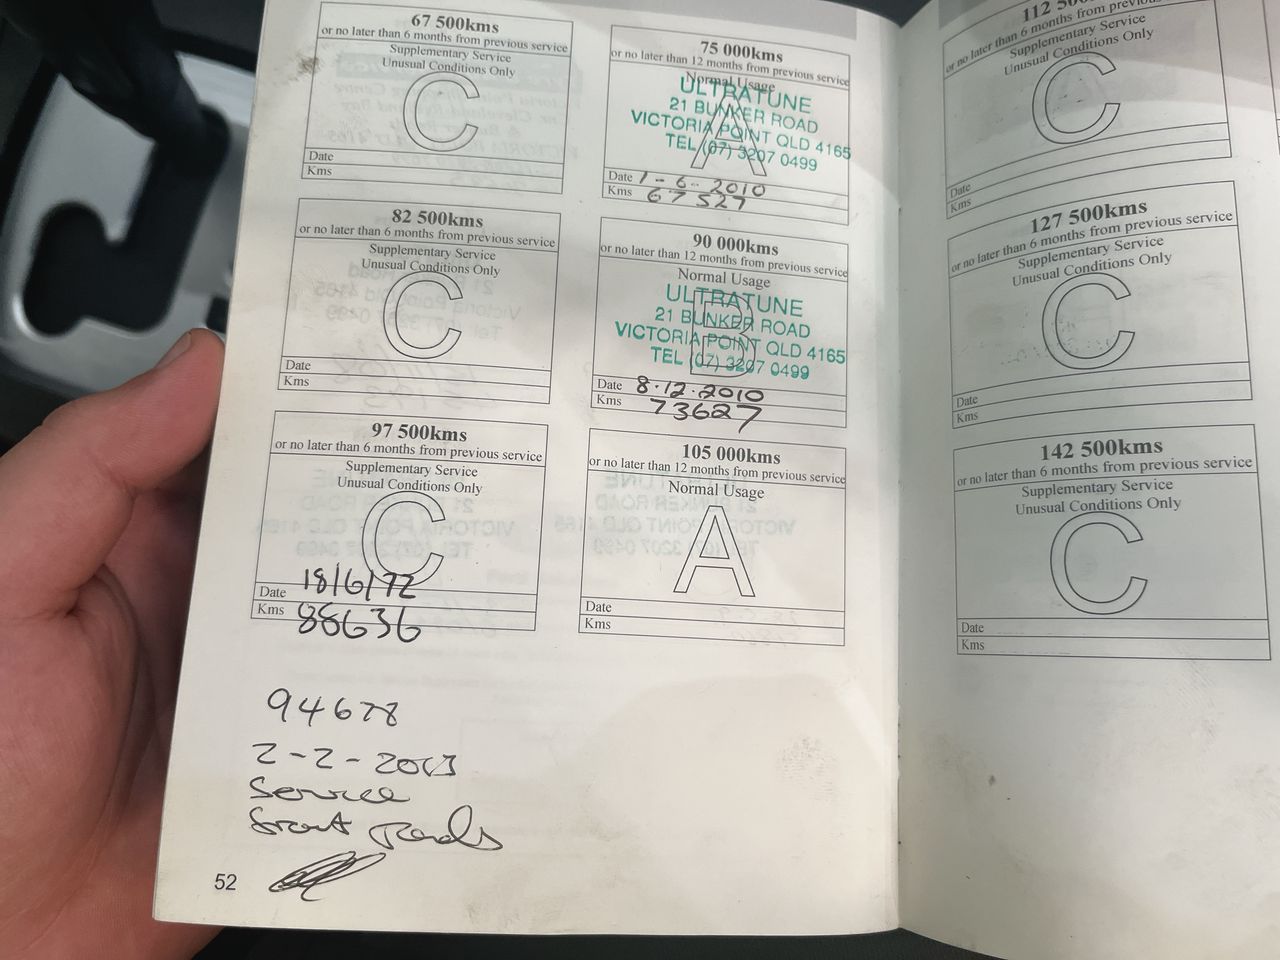 67 500kms
or no later than 6 months from previous service
Supplementary Service
Unusual Conditions Only
C
Date
Kms
75 000kms
or no later than 12 months from previous service
Normal Usage
A
ULTRATUNE
21 BUNKER ROAD
VICTORIA POINT QLD 4165
TEL (07) 3207 0499
Date 1-6-2010
Kms 67527
82 500kms
or no later than 6 months from previous service
Supplementary Service
Unusual Conditions Only
C
Date
Kms
90 000kms
or no later than 12 months from previous service
Normal Usage
B
ULTRATUNE
21 BUNKER ROAD
VICTORIA POINT QLD 4165
TEL (07) 3207 0499
Date 8.12.2010
Kms 73627
97 500kms
or no later than 6 months from previous service
Supplementary Service
Unusual Conditions Only
C
Date 18/6/
Kms 88636
105 000kms
or no later than 12 months from previous service
Normal Usage
A
Date
Kms
94678
2-2-2013
Service
front pads
52
112 500
or no later than 6 months from previous
Supplementary Service
Unusual Conditions Only
C
Date
Kms
127 500kms
or no later than 6 months from previous service
Supplementary Service
Unusual Conditions Only
C
Date
Kms
142 500kms
or no later than 6 months from previous service
Supplementary Service
Unusual Conditions Only
C
Date
Kms